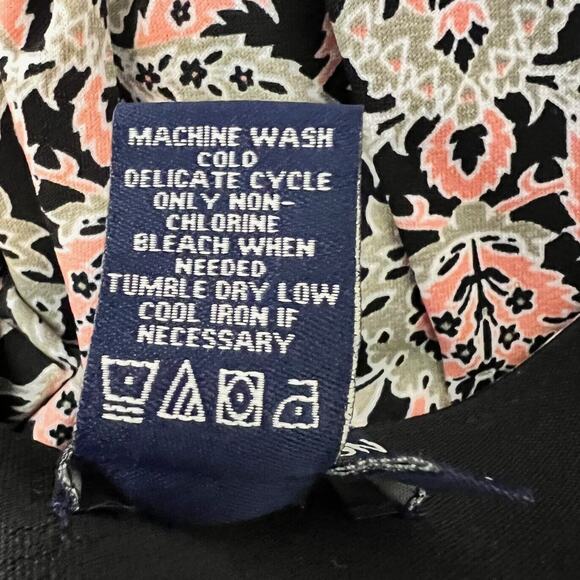 MACHINE WASH
COLD
DELICATE CYCLE
ONLY NON-
CHLORINE
BLEACH WHEN
NEEDED
TUMBLE DRY LOW
COOL IRON IF
NECESSARY